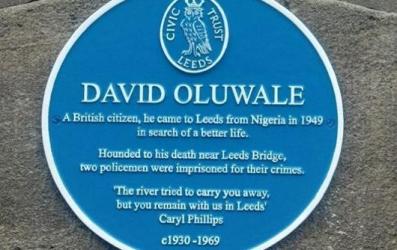 CIVIC TRUST
LEEDS
DAVID OLUWALE
A British citizen, he came to Leeds from Nigeria in 1949
in search of a better life.
Hounded to his death near Leeds Bridge,
two policemen were imprisoned for their crimes.
'The river tried to carry you away,
but you remain with us in Leeds'
Caryl Phillips
c1930 -1969